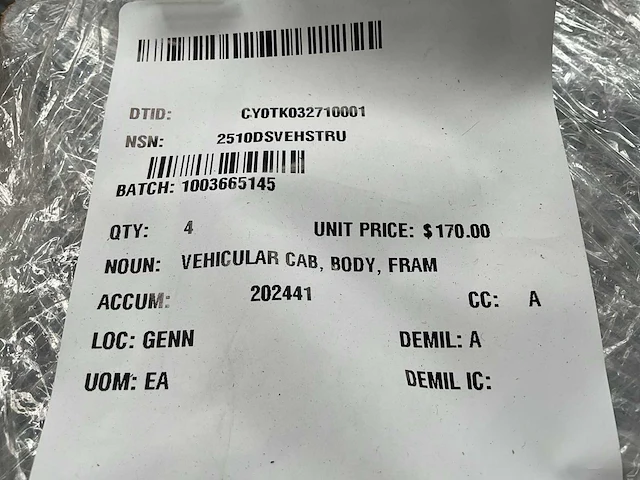 DTID: CY0TK032710001
NSN: 2510DSVEHSTRU
BATCH: 1003665145
QTY: 4 UNIT PRICE: $170.00
NOUN: VEHICULAR CAB, BODY, FRAM
ACCUM: 202441 CC: A
LOC: GENN DEMIL: A
UOM: EA DEMIL IC: